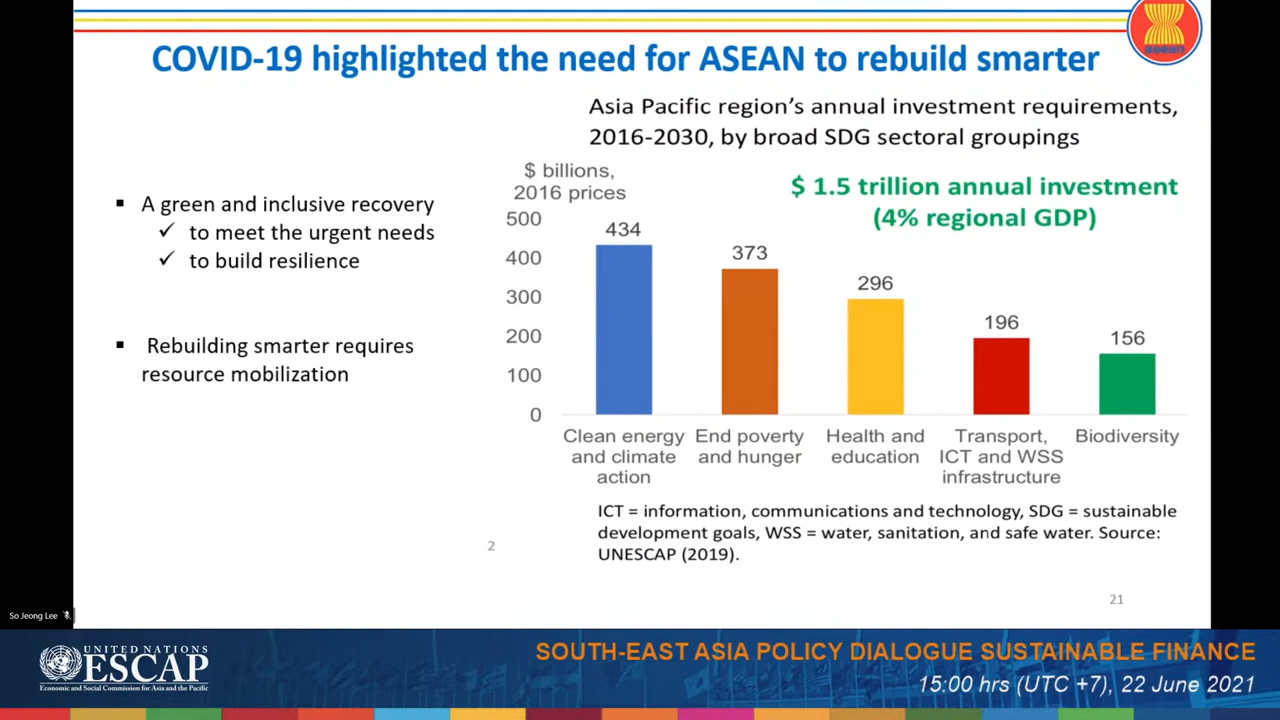 COVID-19 highlighted the need for ASEAN to rebuild smarter
asean
Asia Pacific region's annual investment requirements,
2016-2030, by broad SDG sectoral groupings
$ billions,
2016 prices
$ 1.5 trillion annual investment
(4% regional GDP)
▪ A green and inclusive recovery
✓ to meet the urgent needs
✓ to build resilience
▪ Rebuilding smarter requires
resource mobilization
500
400
300
200
100
0
434
373
296
196
156
Clean energy
and climate
action
End poverty
and hunger
Health and
education
Transport,
ICT and WSS
infrastructure
Biodiversity
ICT = information, communications and technology, SDG = sustainable
development goals, WSS = water, sanitation, and safe water. Source:
UNESCAP (2019).
2
21
So Jeong Lee
UNITED NATIONS
ESCAP
Economic and Social Commission for Asia and the Pacific
SOUTH-EAST ASIA POLICY DIALOGUE SUSTAINABLE FINANCE
15:00 hrs (UTC +7), 22 June 2021